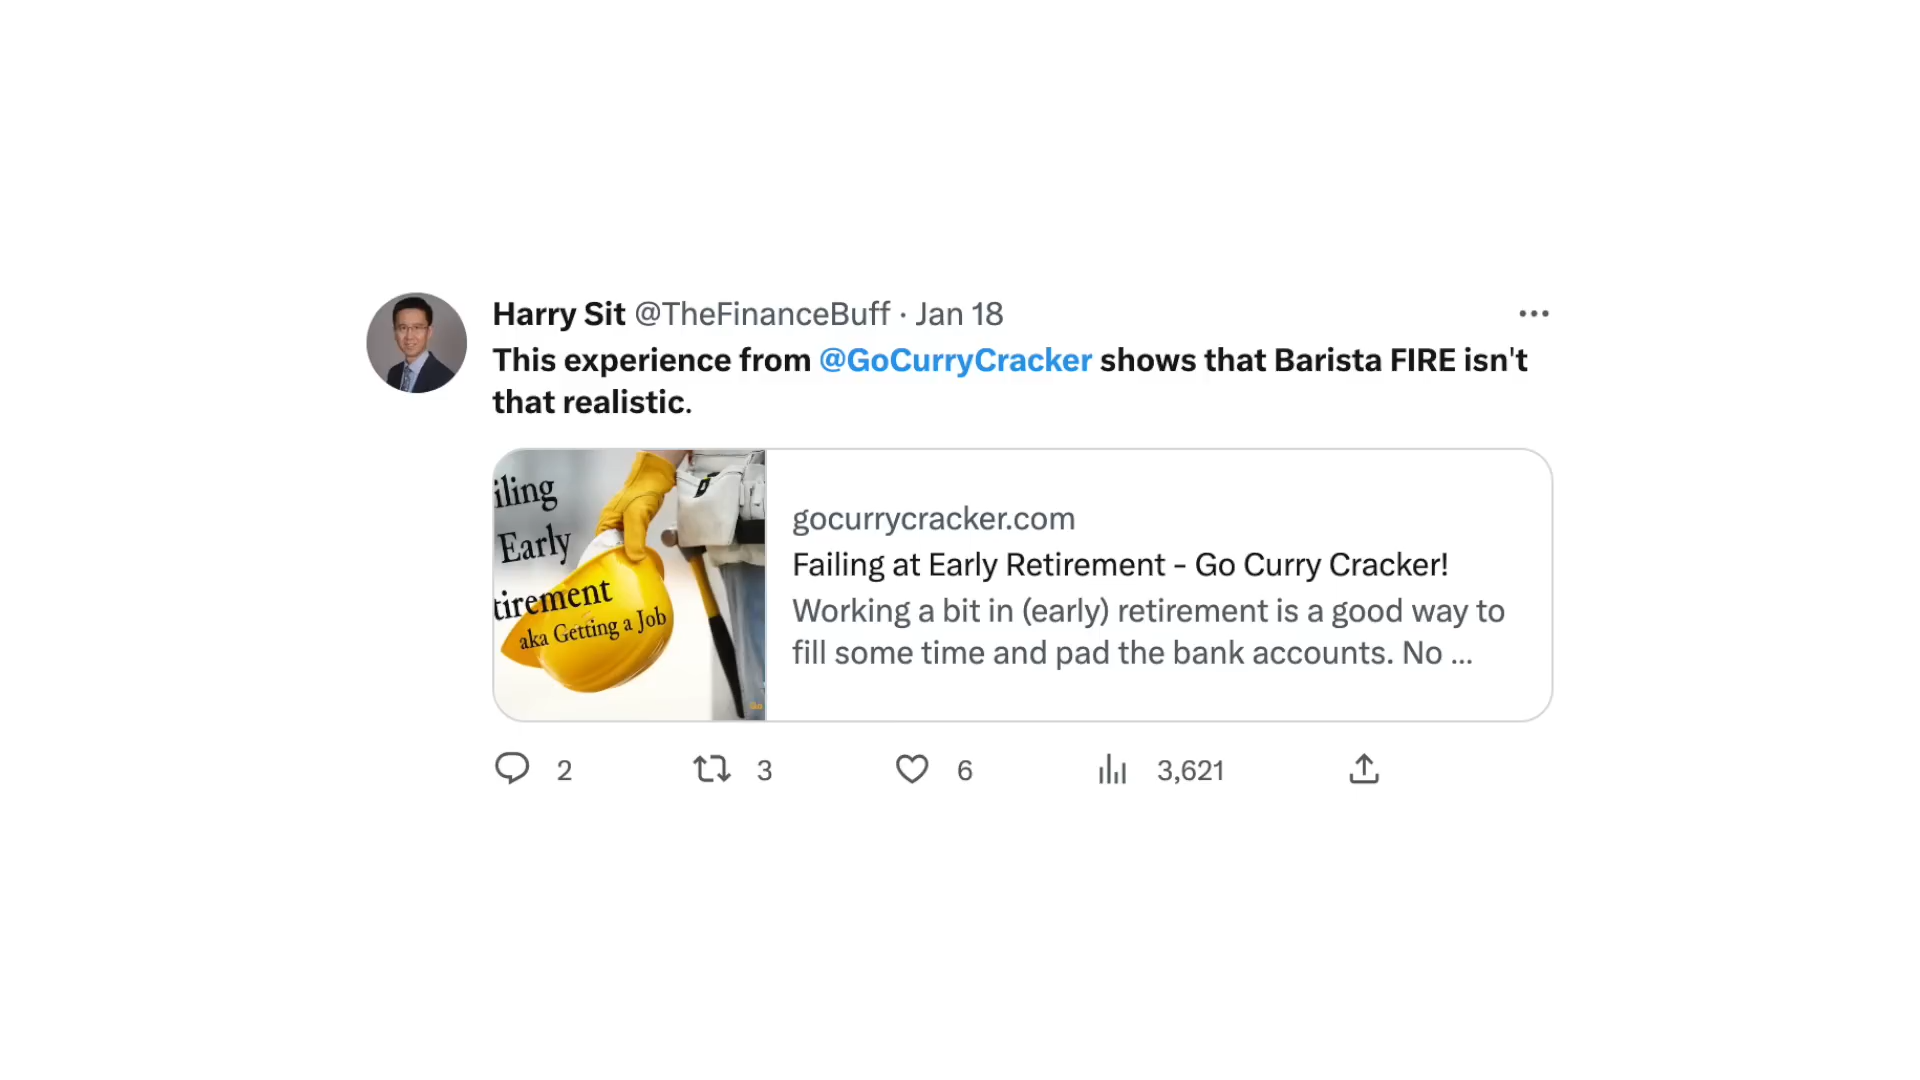 Harry Sit @TheFinanceBuff · Jan 18
This experience from @GoCurryCracker shows that Barista FIRE isn't
that realistic.
iling
Early
tirement
aka Getting a Job
gocurrycracker.com
Failing at Early Retirement - Go Curry Cracker!
Working a bit in (early) retirement is a good way to
fill some time and pad the bank accounts. No ...
2 3 6 3,621